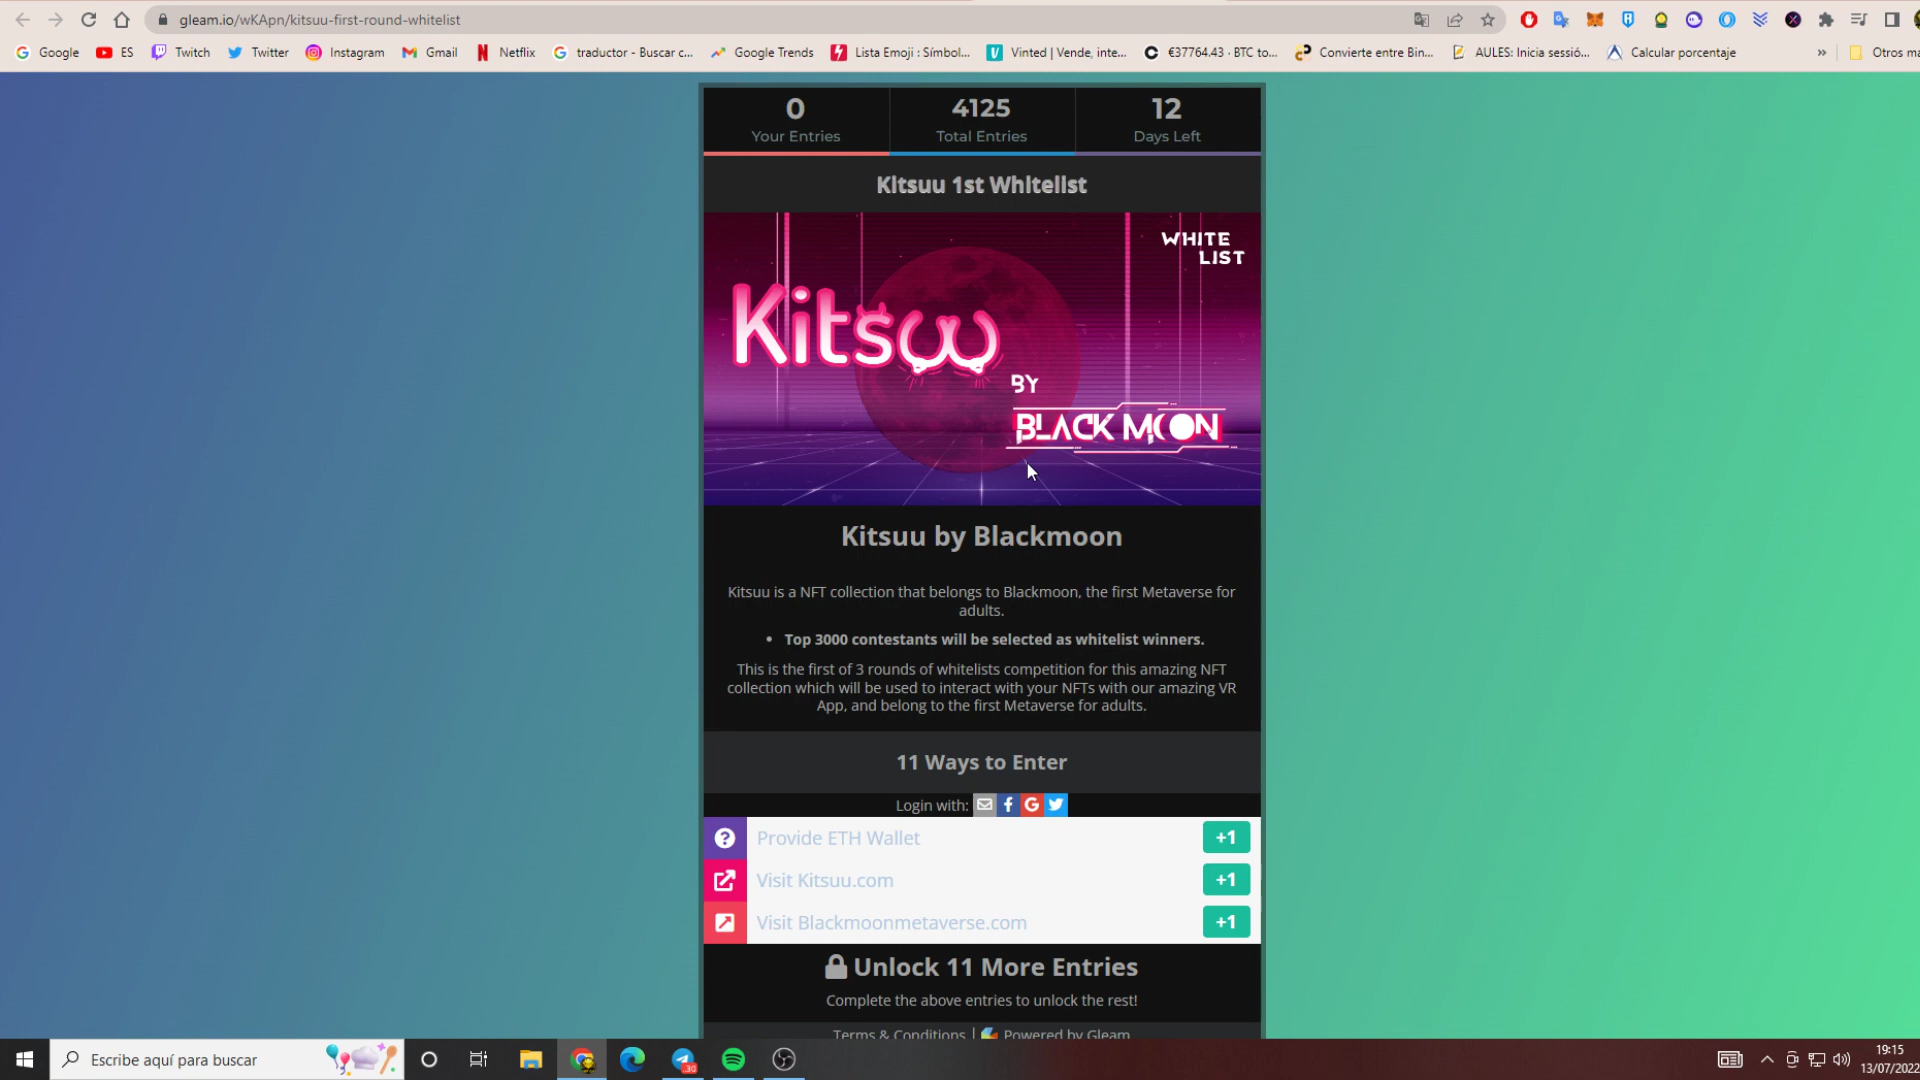 gleam.io/wKApn/kitsuu-first-round-whitelist
Google ES Twitch Twitter Instagram Gmail Netflix traductor - Buscar c... Google Trends Lista Emoji : Símbol... Vinted | Vende, inte... €37764.43 · BTC to... Convierte entre Bin... AULES: Inicia sessió... Calcular porcentaje » Otros ma
0 4125 12
Your Entries Total Entries Days Left
Kitsuu 1st Whitelist
WHITE
LIST
Kitsuu
BY
BLACK MOON
Kitsuu by Blackmoon
Kitsuu is a NFT collection that belongs to Blackmoon, the first Metaverse for
adults.
• Top 3000 contestants will be selected as whitelist winners.
This is the first of 3 rounds of whitelists competition for this amazing NFT
collection which will be used to interact with your NFTs with our amazing VR
App, and belong to the first Metaverse for adults.
11 Ways to Enter
Login with:
Provide ETH Wallet +1
Visit Kitsuu.com +1
Visit Blackmoonmetaverse.com +1
Unlock 11 More Entries
Complete the above entries to unlock the rest!
Terms & Conditions | Powered by Gleam
Escribe aquí para buscar
30
19:15
13/07/2022